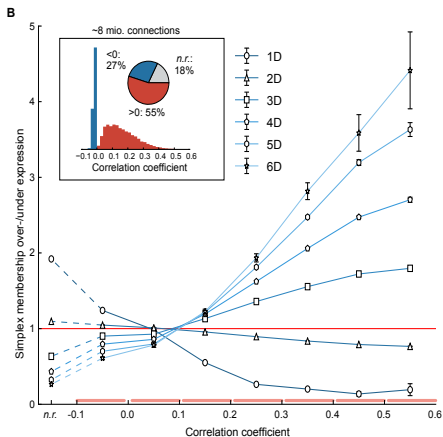 B
~8 mio. connections
<0:
27%
n.r.:
18%
>0: 55%
−0.1 0.0 0.1 0.2 0.3 0.4 0.5 0.6
Correlation coefficient
1D
2D
3D
4D
5D
6D
Simplex membership over-/under expression
5
4
3
2
1
0
n.r. -0.1 0.0 0.1 0.2 0.3 0.4 0.5 0.6
Correlation coefficient